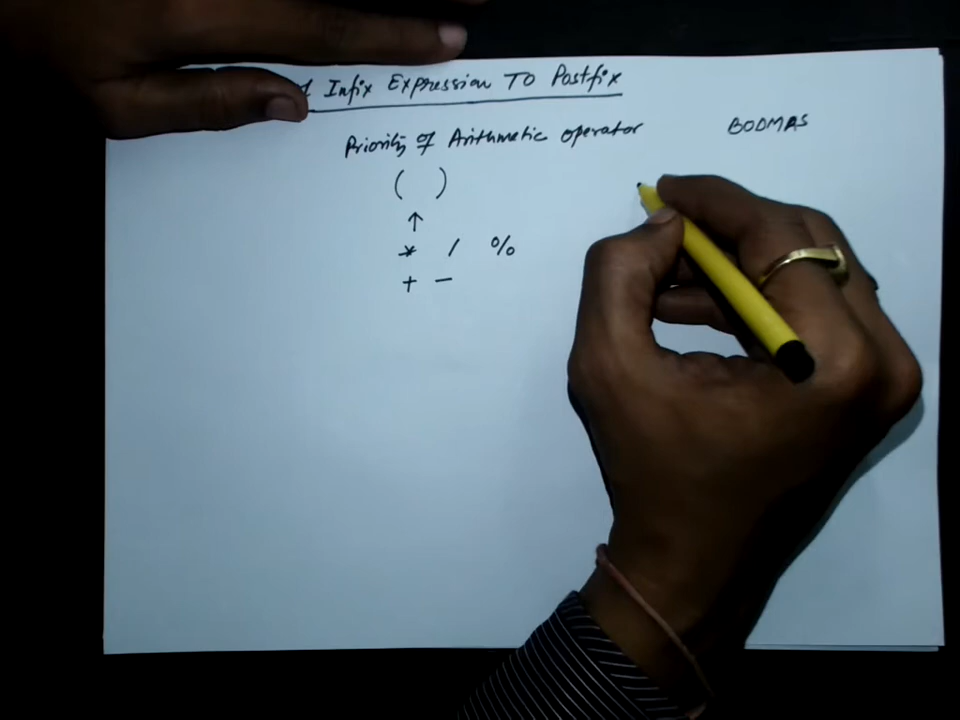 Infix Expression To Postfix
Priority of Arithmetic operator BODMAS
( )
↑
* / %
+ −